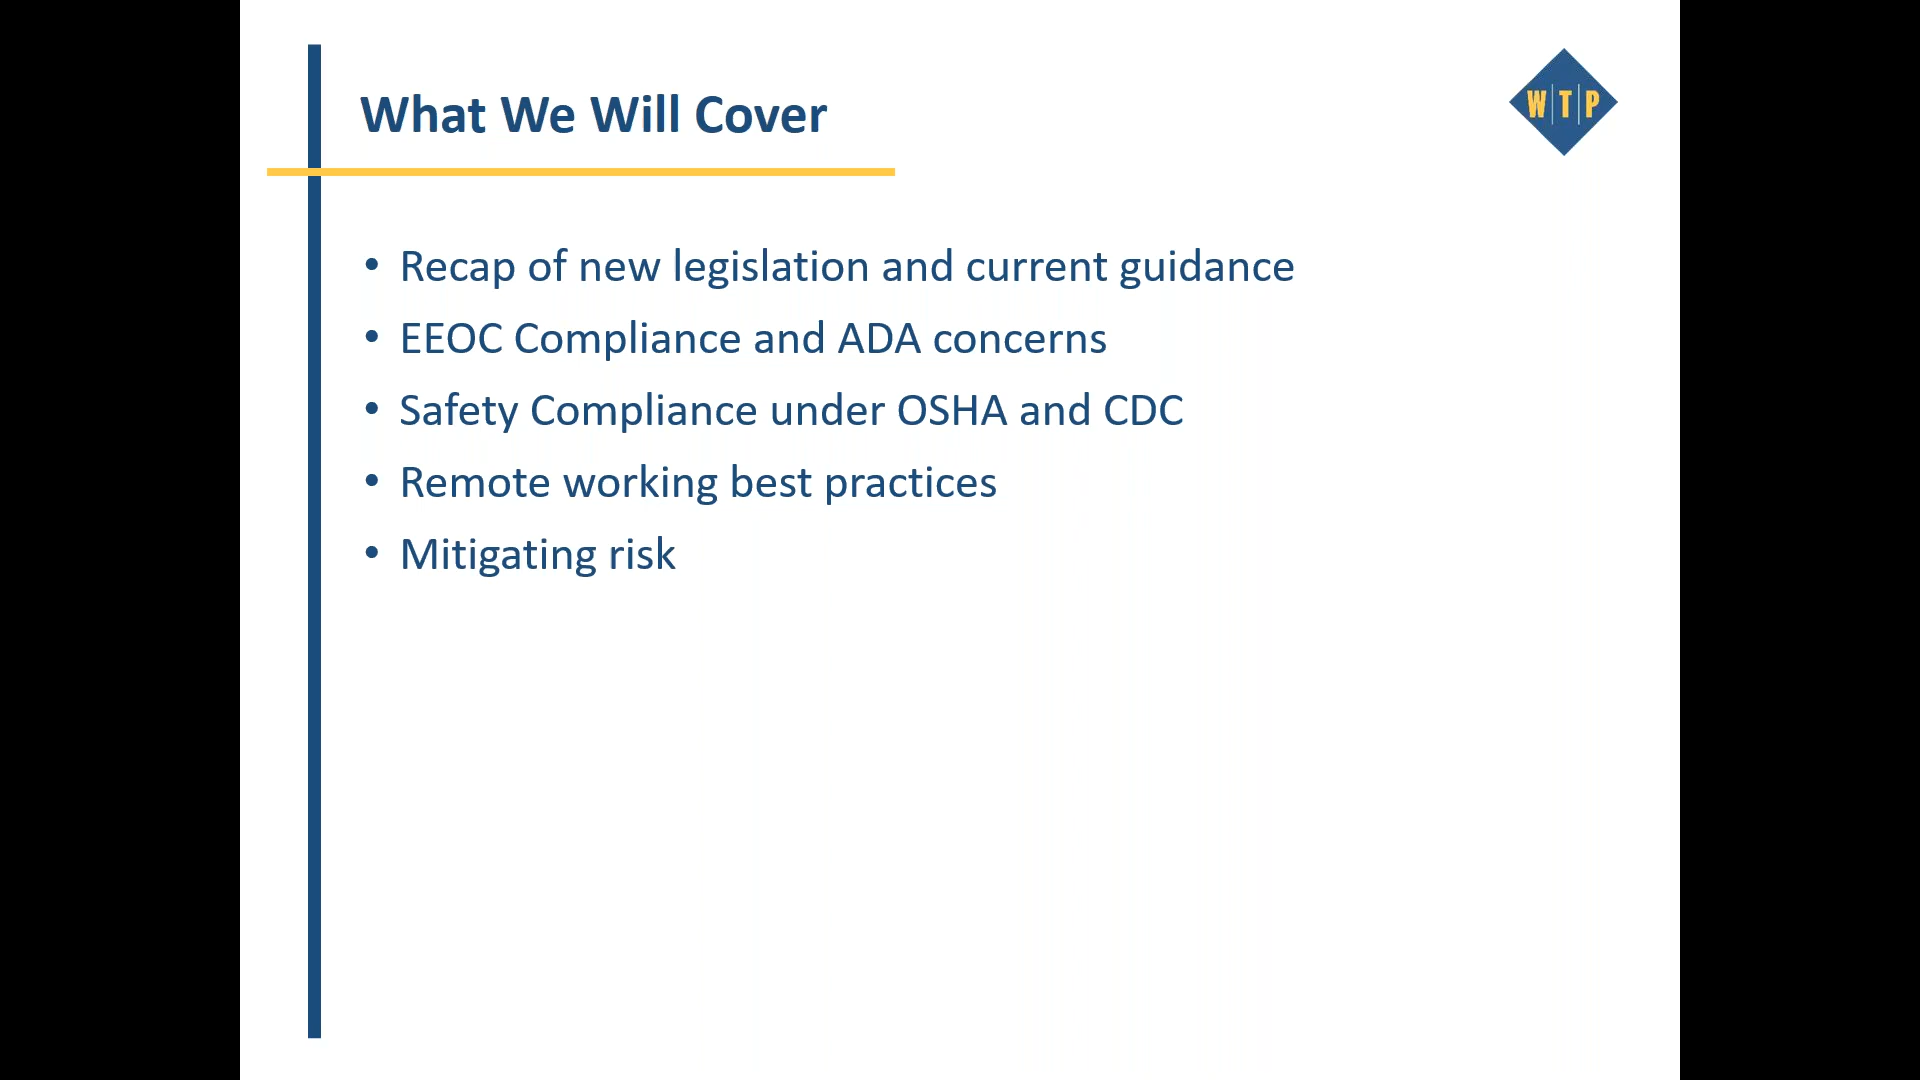 What We Will Cover
W|T|P
• Recap of new legislation and current guidance
• EEOC Compliance and ADA concerns
• Safety Compliance under OSHA and CDC
• Remote working best practices
• Mitigating risk